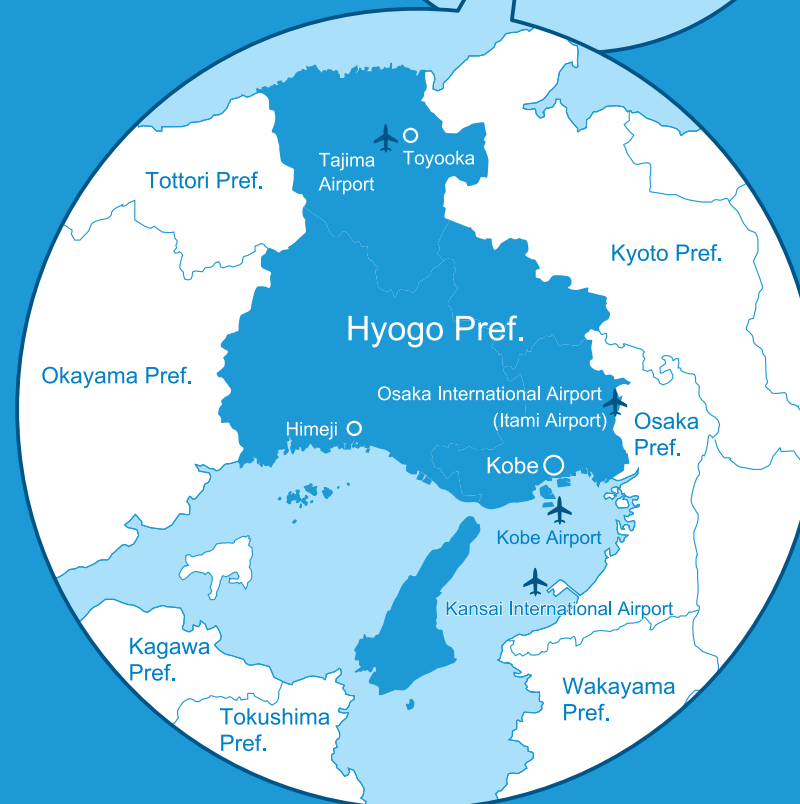 Tajima
Airport
Toyooka
Tottori Pref.
Kyoto Pref.
Hyogo Pref.
Okayama Pref.
Osaka International Airport
(Itami Airport)
Osaka
Pref.
Himeji
Kobe
Kobe Airport
Kansai International Airport
Kagawa
Pref.
Wakayama
Pref.
Tokushima
Pref.